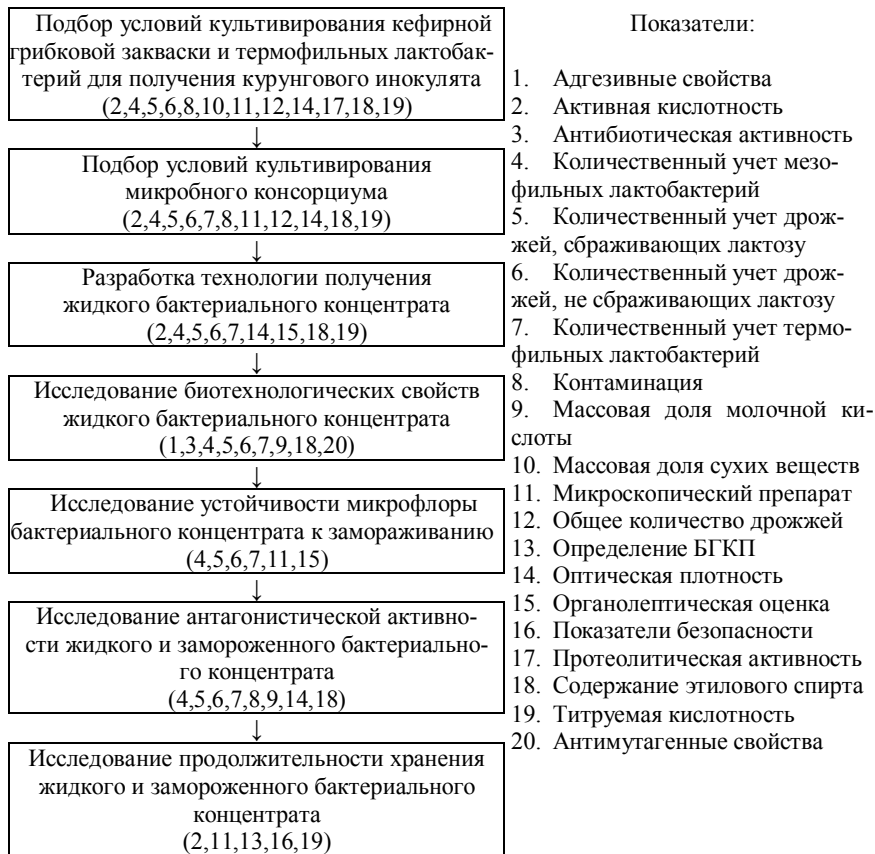 Подбор условий культивирования кефирной
грибковой закваски и термофильных лактобак-
терий для получения курунгового инокулята
(2,4,5,6,8,10,11,12,14,17,18,19)
↓
Подбор условий культивирования
микробного консорциума
(2,4,5,6,7,8,11,12,14,18,19)
↓
Разработка технологии получения
жидкого бактериального концентрата
(2,4,5,6,7,14,15,18,19)
↓
Исследование биотехнологических свойств
жидкого бактериального концентрата
(1,3,4,5,6,7,9,18,20)
↓
Исследование устойчивости микрофлоры
бактериального концентрата к замораживанию
(4,5,6,7,11,15)
↓
Исследование антагонистической активно-
сти жидкого и замороженного бактериально-
го концентрата
(4,5,6,7,8,9,14,18)
↓
Исследование продолжительности хранения
жидкого и замороженного бактериального
концентрата
(2,11,13,16,19)
Показатели:
1. Адгезивные свойства
2. Активная кислотность
3. Антибиотическая активность
4. Количественный учет мезо-
фильных лактобактерий
5. Количественный учет дрож-
жей, сбраживающих лактозу
6. Количественный учет дрож-
жей, не сбраживающих лактозу
7. Количественный учет термо-
фильных лактобактерий
8. Контаминация
9. Массовая доля молочной ки-
слоты
10. Массовая доля сухих веществ
11. Микроскопический препарат
12. Общее количество дрожжей
13. Определение БГКП
14. Оптическая плотность
15. Органолептическая оценка
16. Показатели безопасности
17. Протеолитическая активность
18. Содержание этилового спирта
19. Титруемая кислотность
20. Антимутагенные свойства